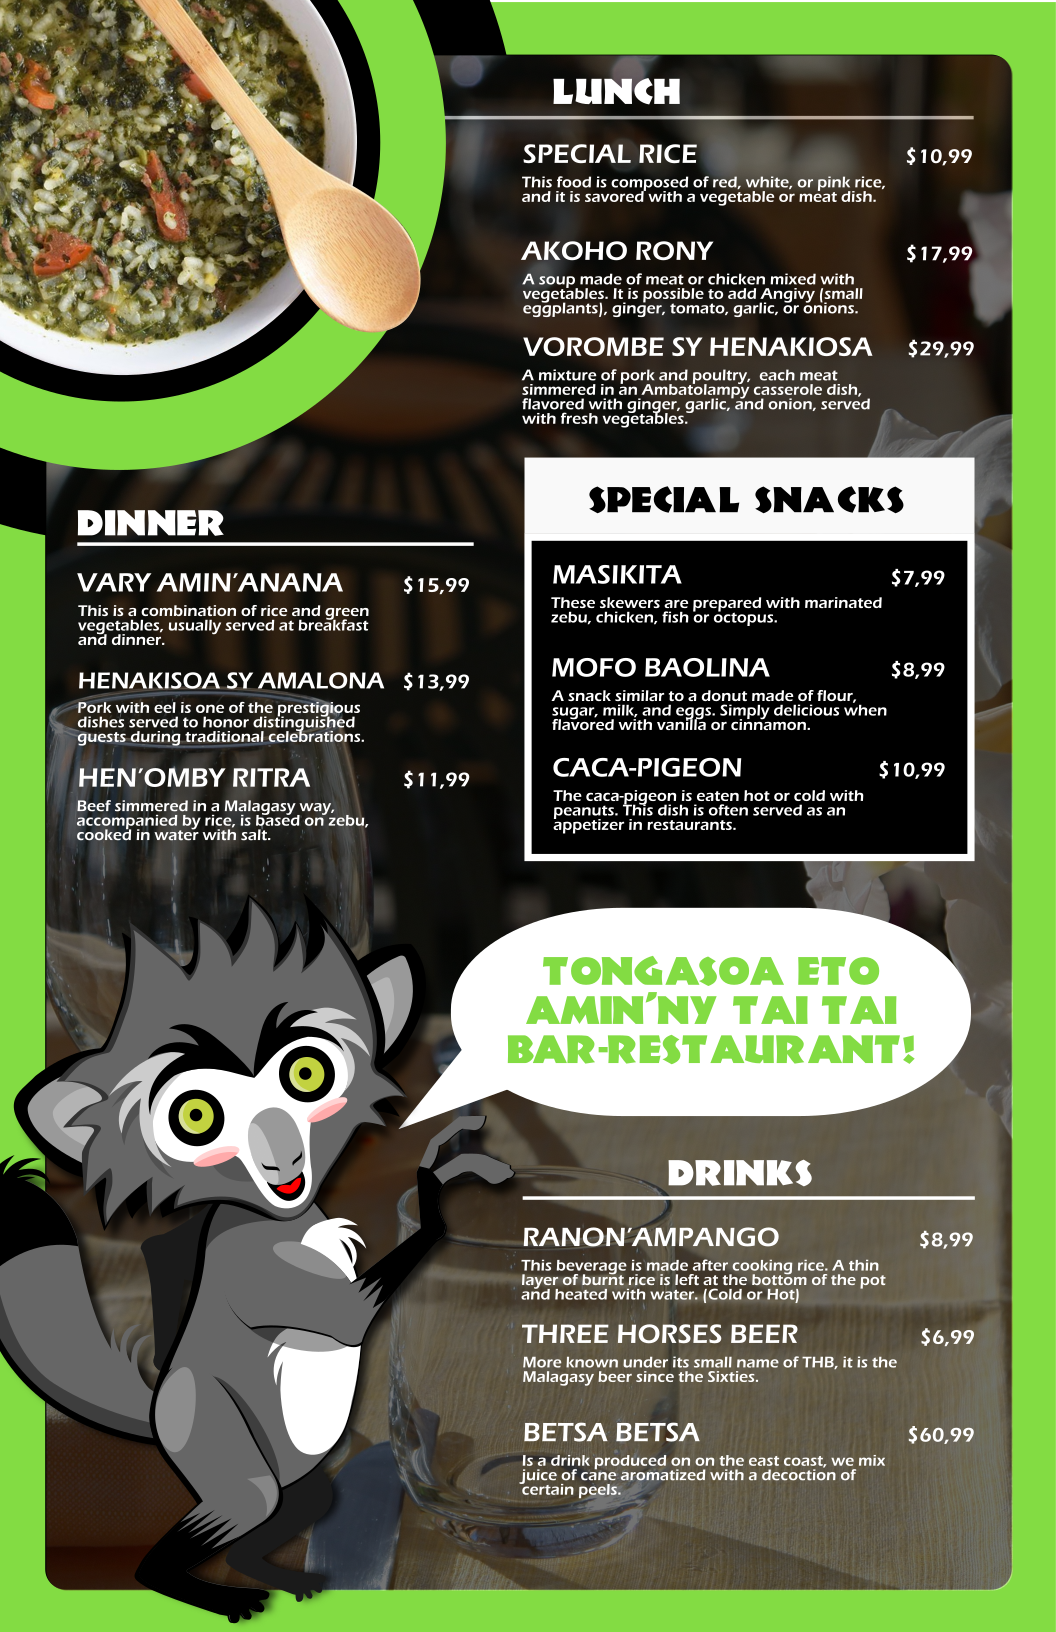 LUNCH
SPECIAL RICE $10,99
This food is composed of red, white, or pink rice,
and it is savored with a vegetable or meat dish.
AKOHO RONY $17,99
A soup made of meat or chicken mixed with
vegetables. It is possible to add Angivy (small
eggplants), ginger, tomato, garlic, or onions.
VOROMBE SY HENAKIOSA $29,99
A mixture of pork and poultry, each meat
simmered in an Ambatolampy casserole dish,
flavored with ginger, garlic, and onion, served
with fresh vegetables.
DINNER
VARY AMIN'ANANA $15,99
This is a combination of rice and green
vegetables, usually served at breakfast
and dinner.
HENAKISOA SY AMALONA $13,99
Pork with eel is one of the prestigious
dishes served to honor distinguished
guests during traditional celebrations.
HEN'OMBY RITRA $11,99
Beef simmered in a Malagasy way,
accompanied by rice, is based on zebu,
cooked in water with salt.
SPECIAL SNACKS
MASIKITA $7,99
These skewers are prepared with marinated
zebu, chicken, fish or octopus.
MOFO BAOLINA $8,99
A snack similar to a donut made of flour,
sugar, milk, and eggs. Simply delicious when
flavored with vanilla or cinnamon.
CACA-PIGEON $10,99
The caca-pigeon is eaten hot or cold with
peanuts. This dish is often served as an
appetizer in restaurants.
TONGASOA ETO
AMIN'NY TAI TAI
BAR-RESTAURANT!
DRINKS
RANON'AMPANGO $8,99
This beverage is made after cooking rice. A thin
layer of burnt rice is left at the bottom of the pot
and heated with water. (Cold or Hot)
THREE HORSES BEER $6,99
More known under its small name of THB, it is the
Malagasy beer since the Sixties.
BETSA BETSA $60,99
Is a drink produced on on the east coast, we mix
juice of cane aromatized with a decoction of
certain peels.